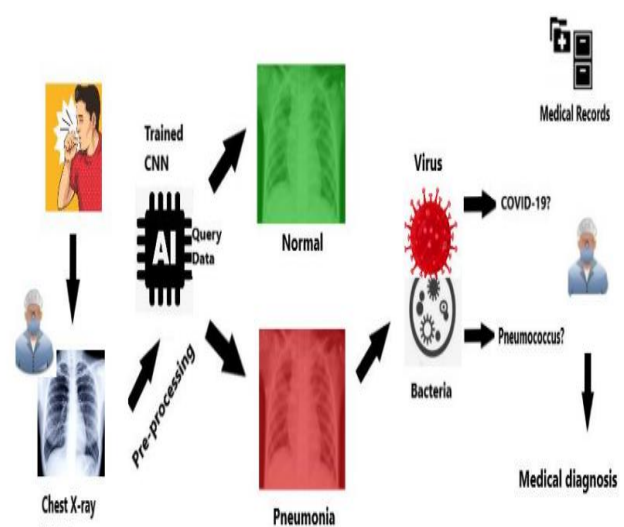 Medical Records
Trained
CNN
AI
Query
Data
Normal
Virus
COVID-19?
Pneumococcus?
Bacteria
Pre-processing
Chest X-ray
Pneumonia
Medical diagnosis